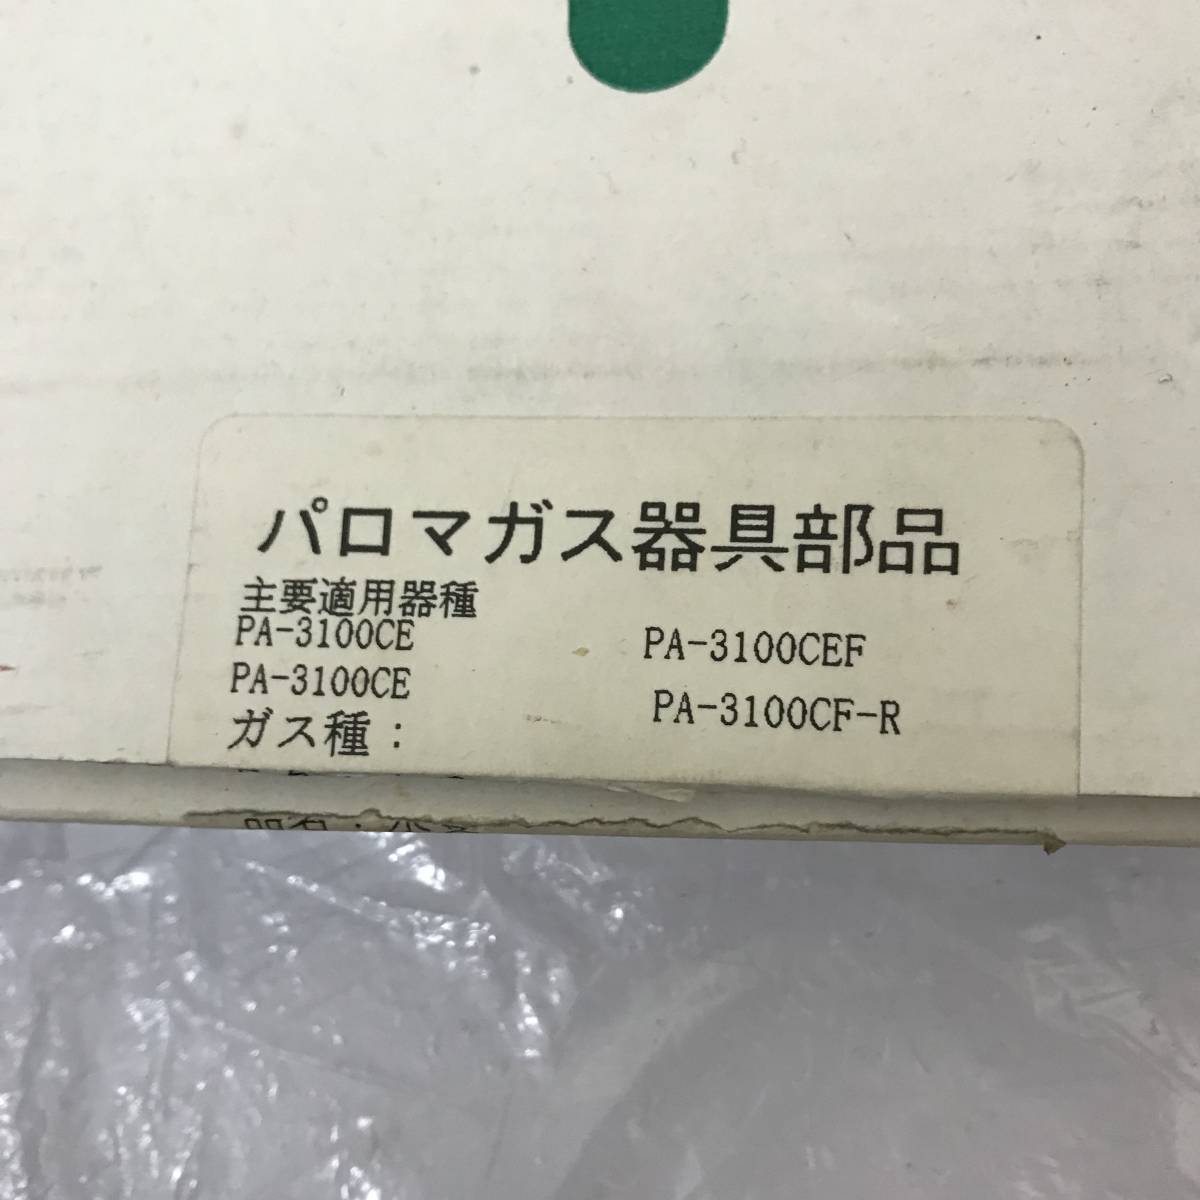 パロマガス器具部品
主要適用器種
PA-3100CE PA-3100CEF
PA-3100CE PA-3100CF-R
ガス種：